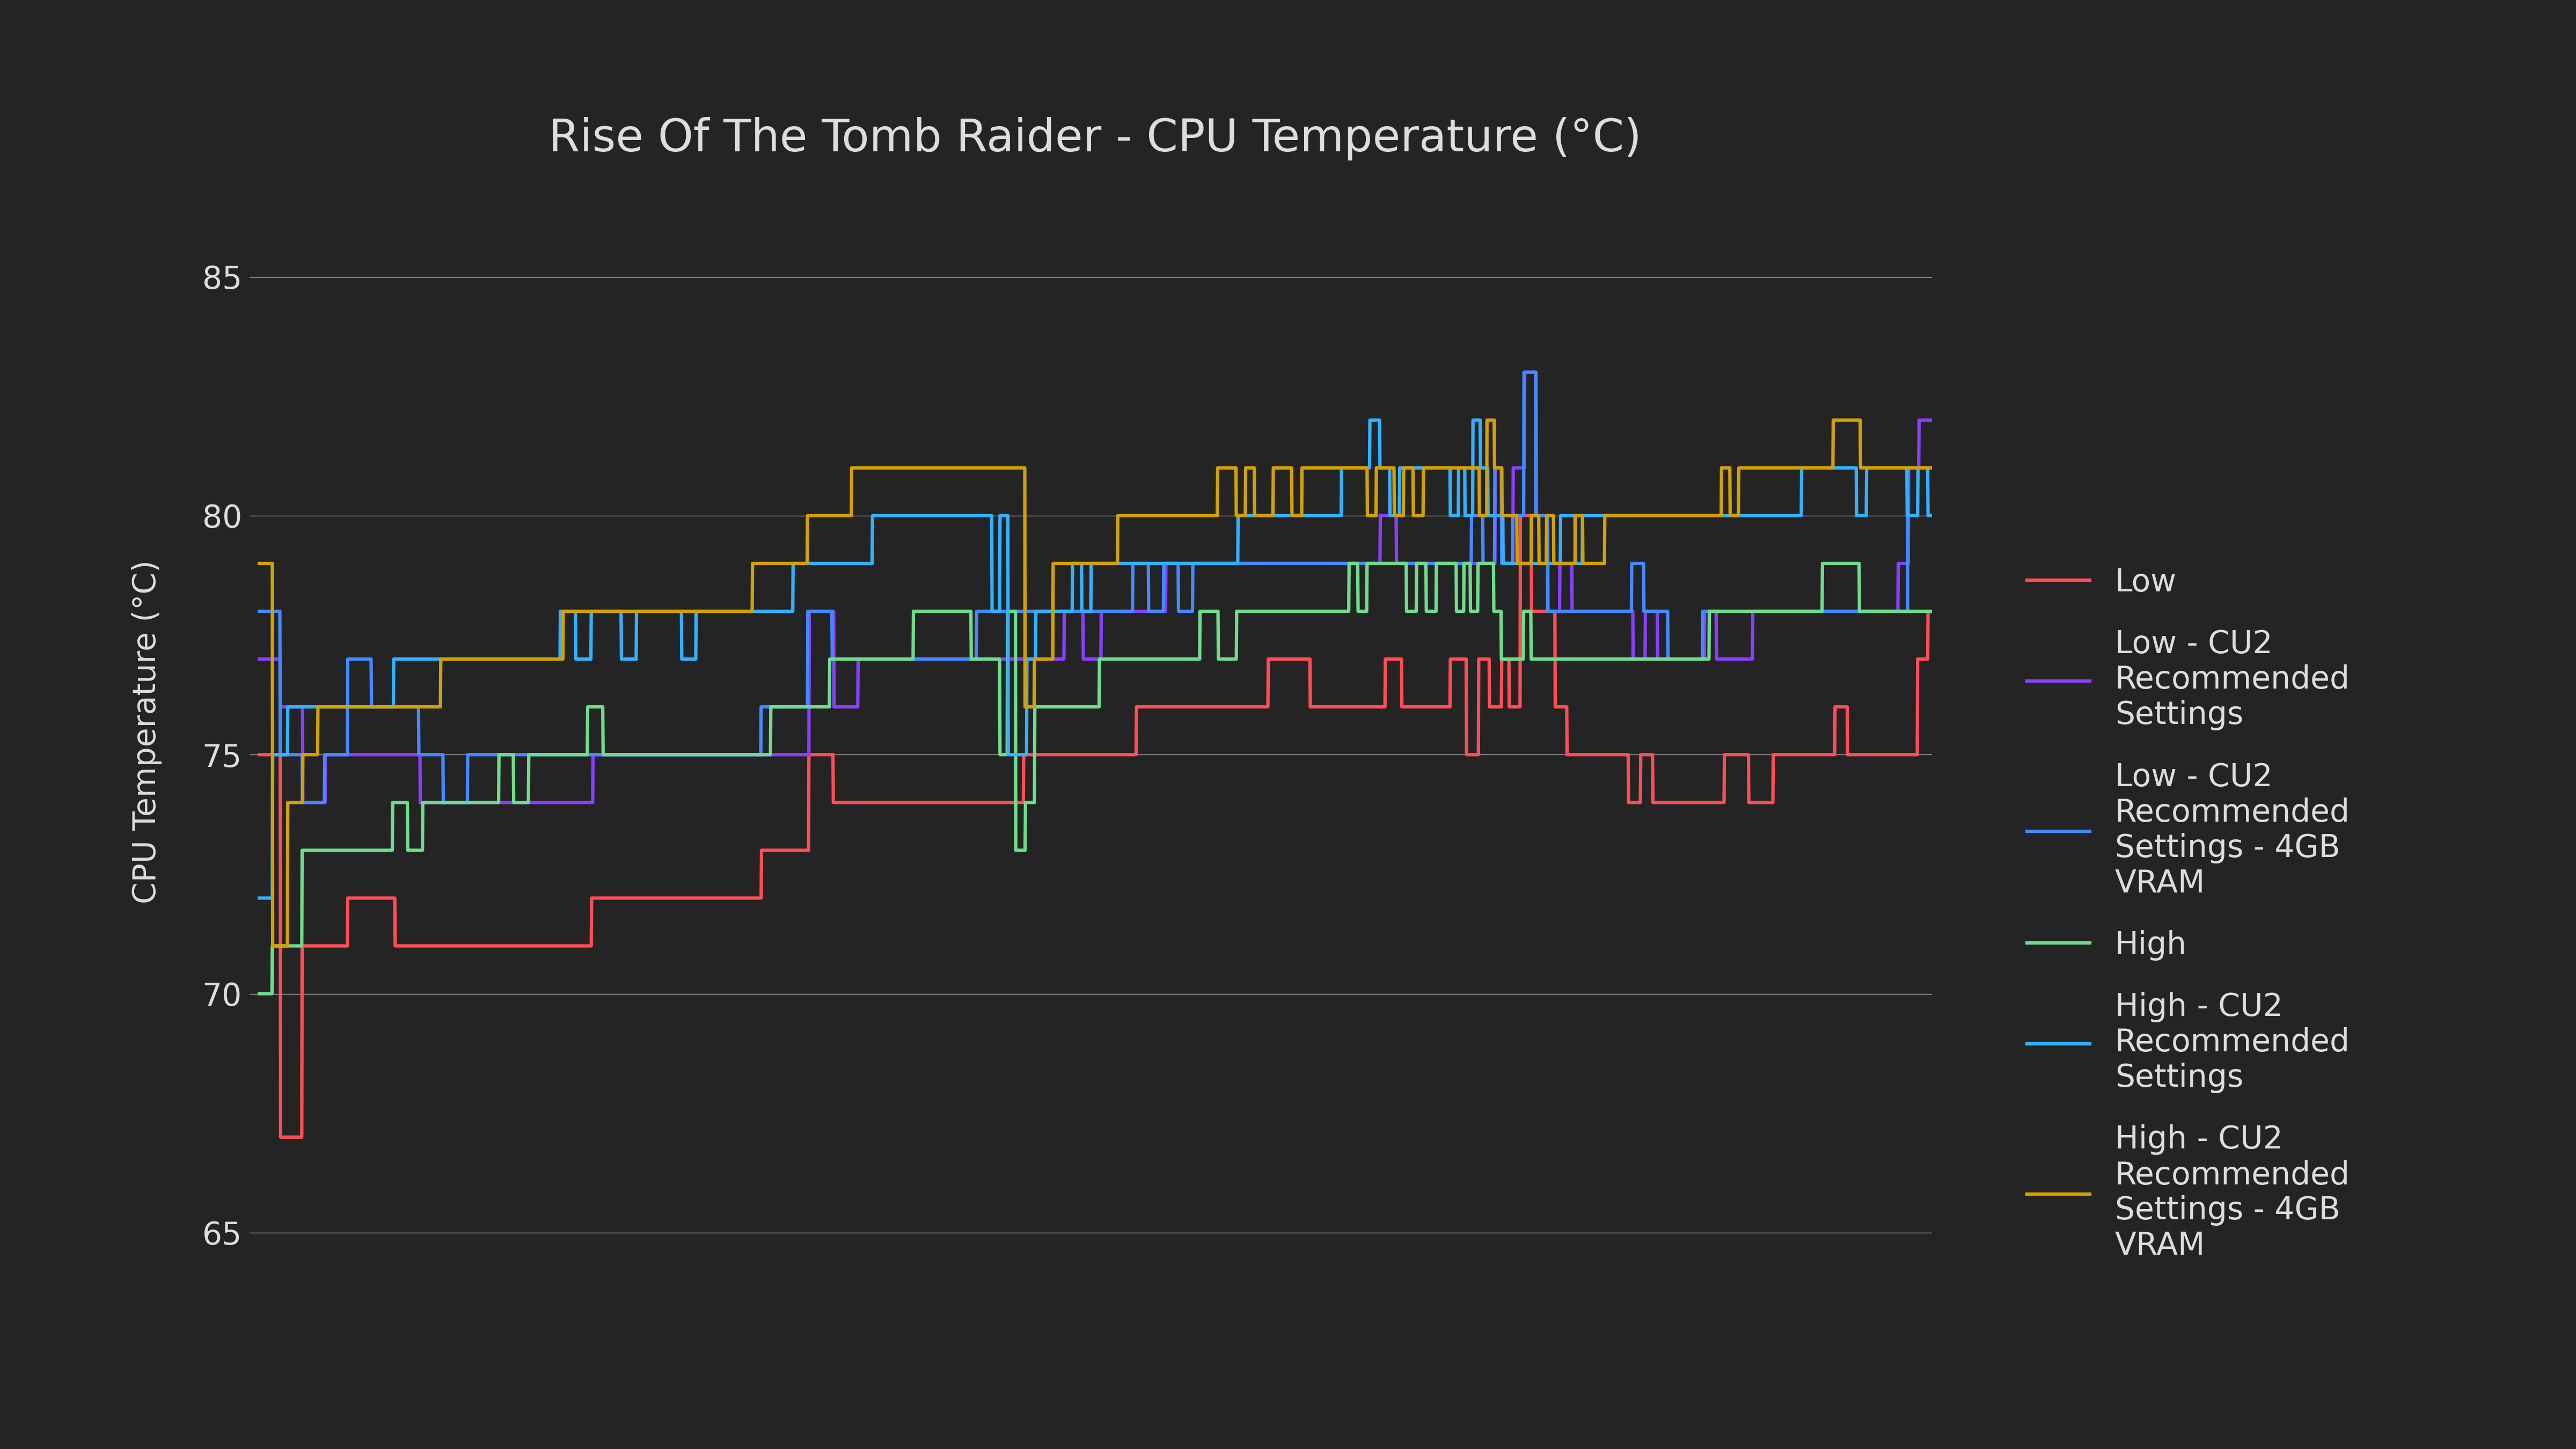 Rise Of The Tomb Raider - CPU Temperature (°C)
CPU Temperature (°C)
85
80
75
70
65
Low
Low - CU2
Recommended
Settings
Low - CU2
Recommended
Settings - 4GB
VRAM
High
High - CU2
Recommended
Settings
High - CU2
Recommended
Settings - 4GB
VRAM